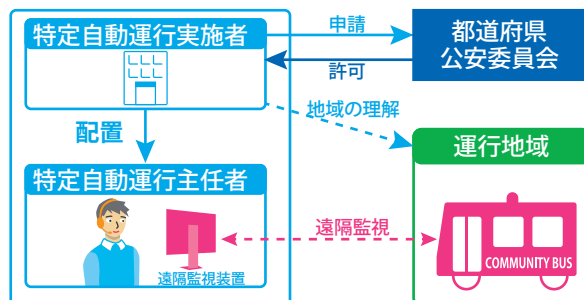 特定自動運行実施者
申請
都道府県
公安委員会
許可
地域の理解
配置
運行地域
特定自動運行主任者
遠隔監視
COMMUNITY BUS
遠隔監視装置